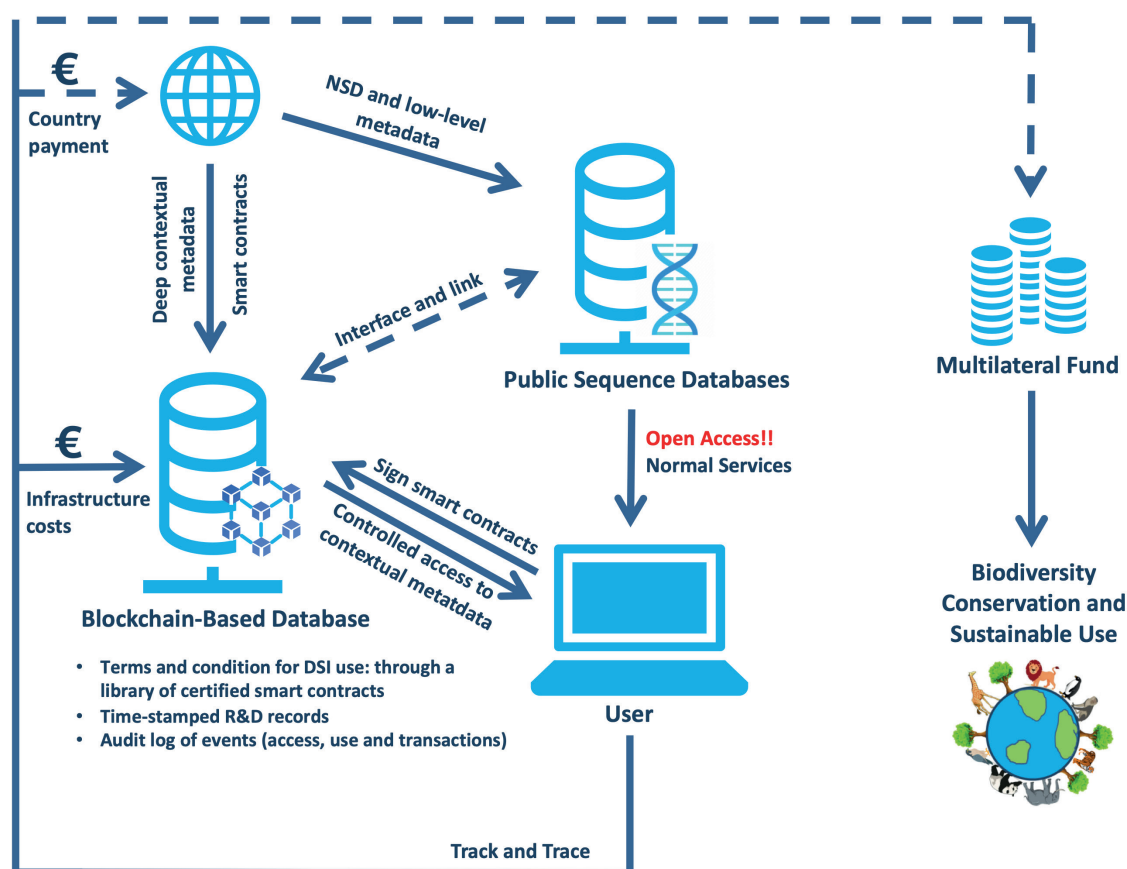 €
Country
payment
NSD and low-level
metadata
Deep contextual
metadata
Smart contracts
Interface and link
Public Sequence Databases
Multilateral Fund
€
Infrastructure
costs
Open Access!!
Normal Services
Sign smart contracts
Controlled access to
contextual metatdata
Blockchain-Based Database
• Terms and condition for DSI use: through a
library of certified smart contracts
• Time-stamped R&D records
• Audit log of events (access, use and transactions)
User
Biodiversity
Conservation and
Sustainable Use
Track and Trace